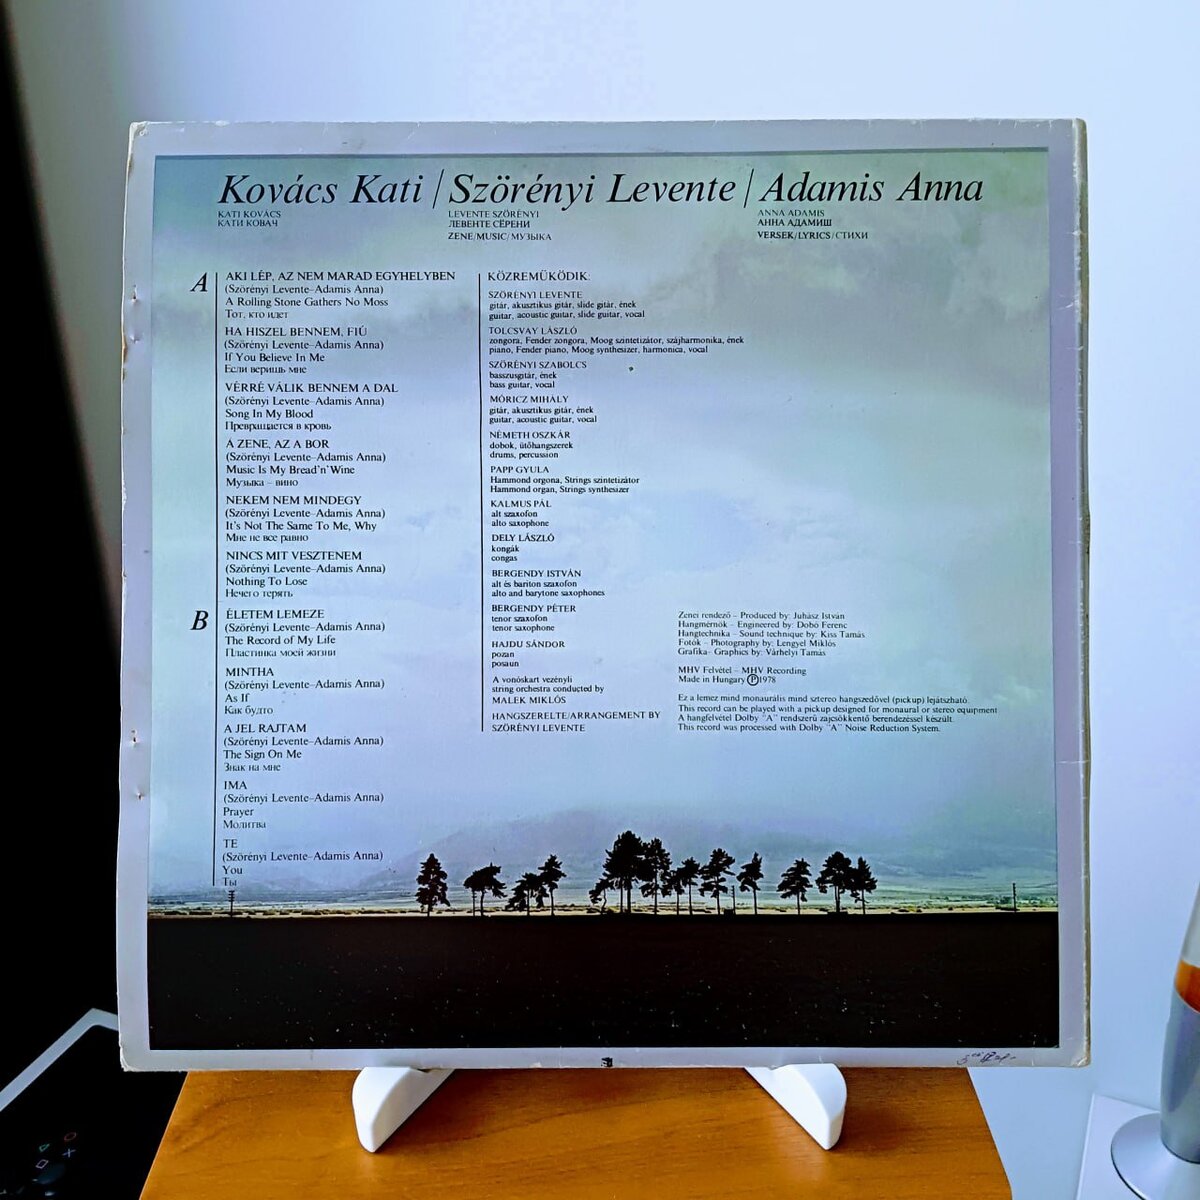 Kovács Kati / Szörényi Levente / Adamis Anna
KATI KOVÁCS
КАТИ КОВАЧ
LEVENTE SZÖRÉNYI
ЛЕВЕНТЕ СЁРЕНИ
ZENE/MUSIC/МУЗЫКА
ANNA ADAMIS
АННА АДАМИШ
VERSEK/LYRICS/СТИХИ
A
AKI LÉP, AZ NEM MARAD EGYHELYBEN
(Szörényi Levente–Adamis Anna)
A Rolling Stone Gathers No Moss
Тот, кто идет
HA HISZEL BENNEM, FIÚ
(Szörényi Levente–Adamis Anna)
If You Believe In Me
Если веришь мне
VÉRRÉ VÁLIK BENNEM A DAL
(Szörényi Levente–Adamis Anna)
Song In My Blood
Превращается в кровь
A ZENE, AZ A BOR
(Szörényi Levente–Adamis Anna)
Music Is My Bread'n'Wine
Музыка – вино
NEKEM NEM MINDEGY
(Szörényi Levente–Adamis Anna)
It's Not The Same To Me, Why
Мне не все равно
NINCS MIT VESZTENEM
(Szörényi Levente–Adamis Anna)
Nothing To Lose
Нечего терять
B
ÉLETEM LEMEZE
(Szörényi Levente–Adamis Anna)
The Record of My Life
Пластинка моей жизни
MINTHA
(Szörényi Levente–Adamis Anna)
As If
Как будто
A JEL RAJTAM
(Szörényi Levente–Adamis Anna)
The Sign On Me
Знак на мне
IMA
(Szörényi Levente–Adamis Anna)
Prayer
Молитва
TE
(Szörényi Levente–Adamis Anna)
You
Ты
KÖZREMŰKÖDIK:
SZÖRÉNYI LEVENTE
gitár, akusztikus gitár, slide gitár, ének
guitar, acoustic guitar, slide guitar, vocal
TOLCSVAY LÁSZLÓ
zongora, Fender zongora, Moog szintetizátor, szájharmonika, ének
piano, Fender piano, Moog synthesizer, harmonica, vocal
SZÖRÉNYI SZABOLCS
basszusgitár, ének
bass guitar, vocal
MÓRICZ MIHÁLY
gitár, akusztikus gitár, ének
guitar, acoustic guitar, vocal
NÉMETH OSZKÁR
dobok, ütőhangszerek
drums, percussion
PAPP GYULA
Hammond orgona, Strings szintetizátor
Hammond organ, Strings synthesizer
KALMUS PÁL
alt szaxofon
alto saxophone
DELY LÁSZLÓ
kongák
congas
BERGENDY ISTVÁN
alt és bariton szaxofon
alto and barytone saxophones
BERGENDY PÉTER
tenor szaxofon
tenor saxophone
HAJDU SÁNDOR
pozan
posaun
A vonóskart vezényli
string orchestra conducted by
MALEK MIKLÓS
HANGSZERELTE/ARRANGEMENT BY
SZÖRÉNYI LEVENTE
Zenei rendező – Produced by: Juhász István
Hangmérnök – Engineered by: Dobó Ferenc
Hangtechnika – Sound technique by: Kiss Tamás
Fotók – Photography by: Lengyel Miklós
Grafika– Graphics by: Várhelyi Tamás
MHV Felvétel – MHV Recording
Made in Hungary Ⓟ1978
Ez a lemez mind monaurális mind sztereo hangszedővel (pickup) lejátszható.
This record can be played with a pickup designed for monaural or stereo equipment
A hangfelvétel Dolby "A" rendszerű zajcsökkentő berendezéssel készült.
This record was processed with Dolby "A" Noise Reduction System.